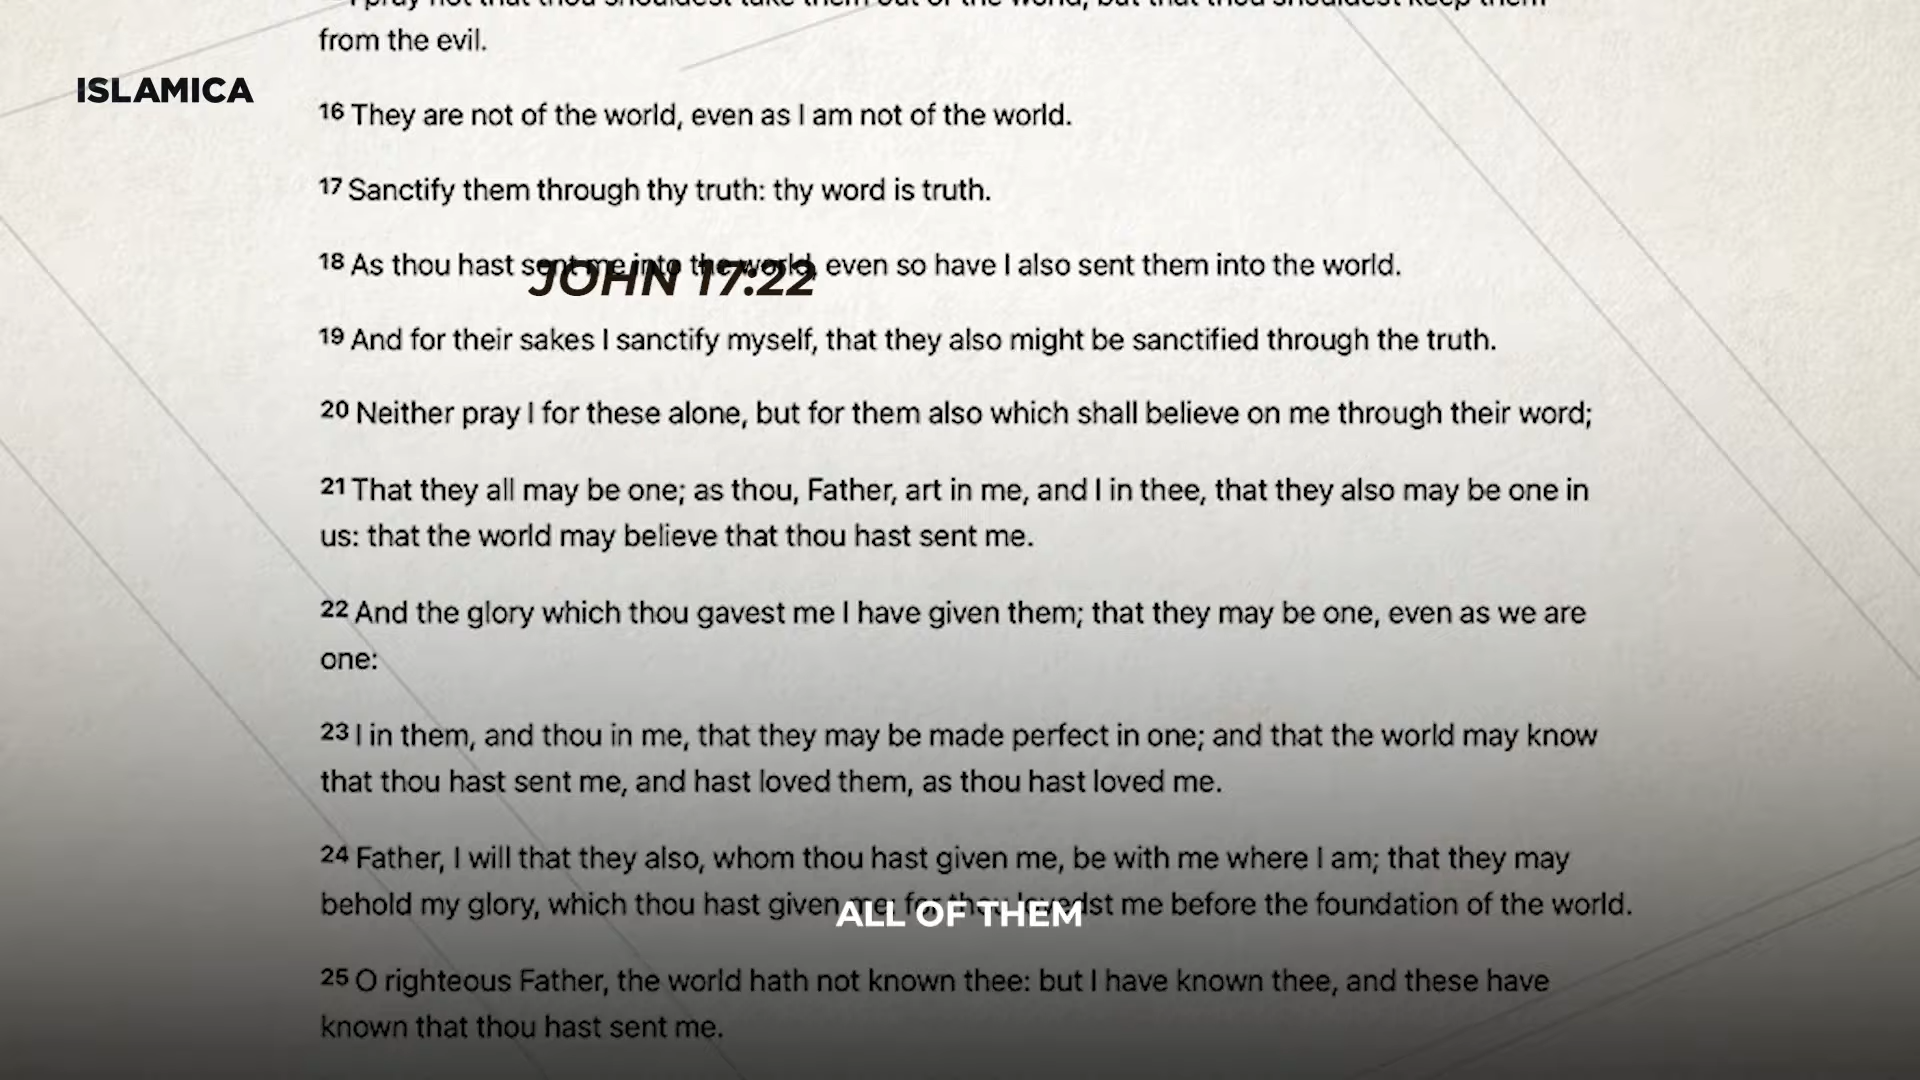 from the evil.
ISLAMICA
16 They are not of the world, even as I am not of the world.
17 Sanctify them through thy truth: thy word is truth.
18 As thou hast sent me into the world, even so have I also sent them into the world.
JOHN 17:22
19 And for their sakes I sanctify myself, that they also might be sanctified through the truth.
20 Neither pray I for these alone, but for them also which shall believe on me through their word;
21 That they all may be one; as thou, Father, art in me, and I in thee, that they also may be one in
us: that the world may believe that thou hast sent me.
22 And the glory which thou gavest me I have given them; that they may be one, even as we are
one:
23 I in them, and thou in me, that they may be made perfect in one; and that the world may know
that thou hast sent me, and hast loved them, as thou hast loved me.
24 Father, I will that they also, whom thou hast given me, be with me where I am; that they may
behold my glory, which thou hast given me: for thou lovedst me before the foundation of the world.
ALL OF THEM
25 O righteous Father, the world hath not known thee: but I have known thee, and these have
known that thou hast sent me.